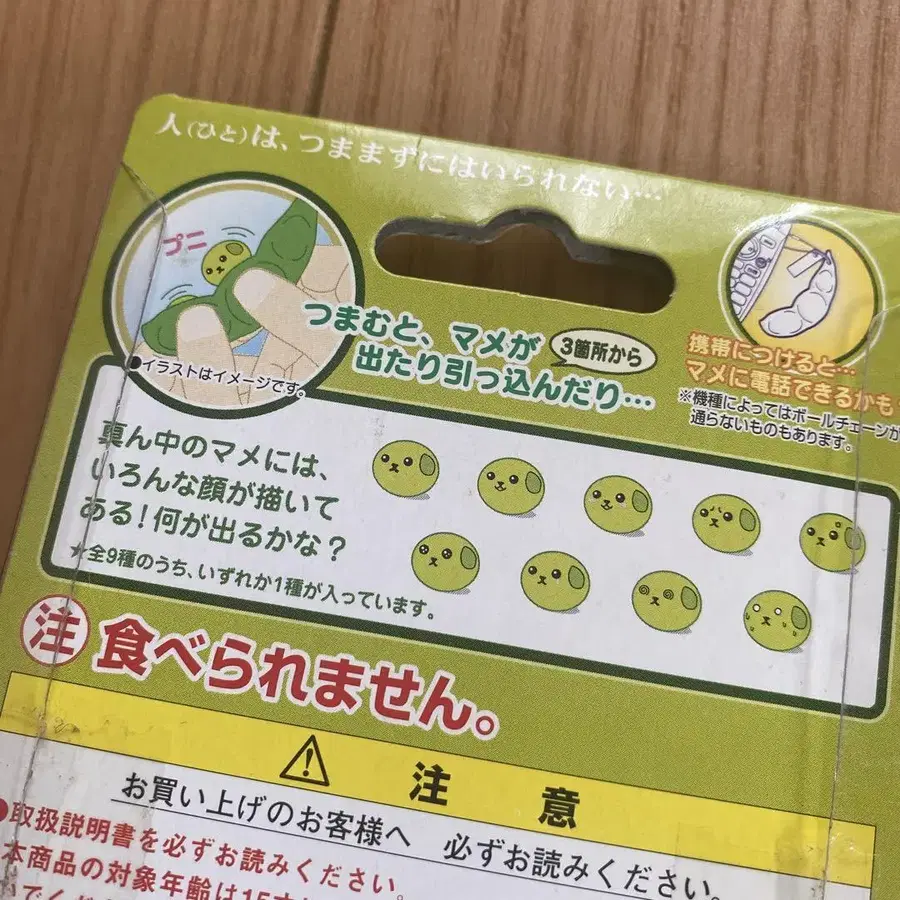 人(ひと)は、つままずにはいられない…
プニ
●イラストはイメージです。
つまむと、マメが
3箇所から
出たり引っ込んだり…
携帯につけると…
マメに電話できるかも
※機種によってはボールチェーンが
通らないものもあります。
真ん中のマメには、
いろんな顔が描いて
ある!何が出るかな?
★全9種のうち、いずれか1種が入っています。
注 食べられません。
注意
お買い上げのお客様へ 必ずお読みください。
●取扱説明書を必ずお読みください。
本商品の対象年齢は15才